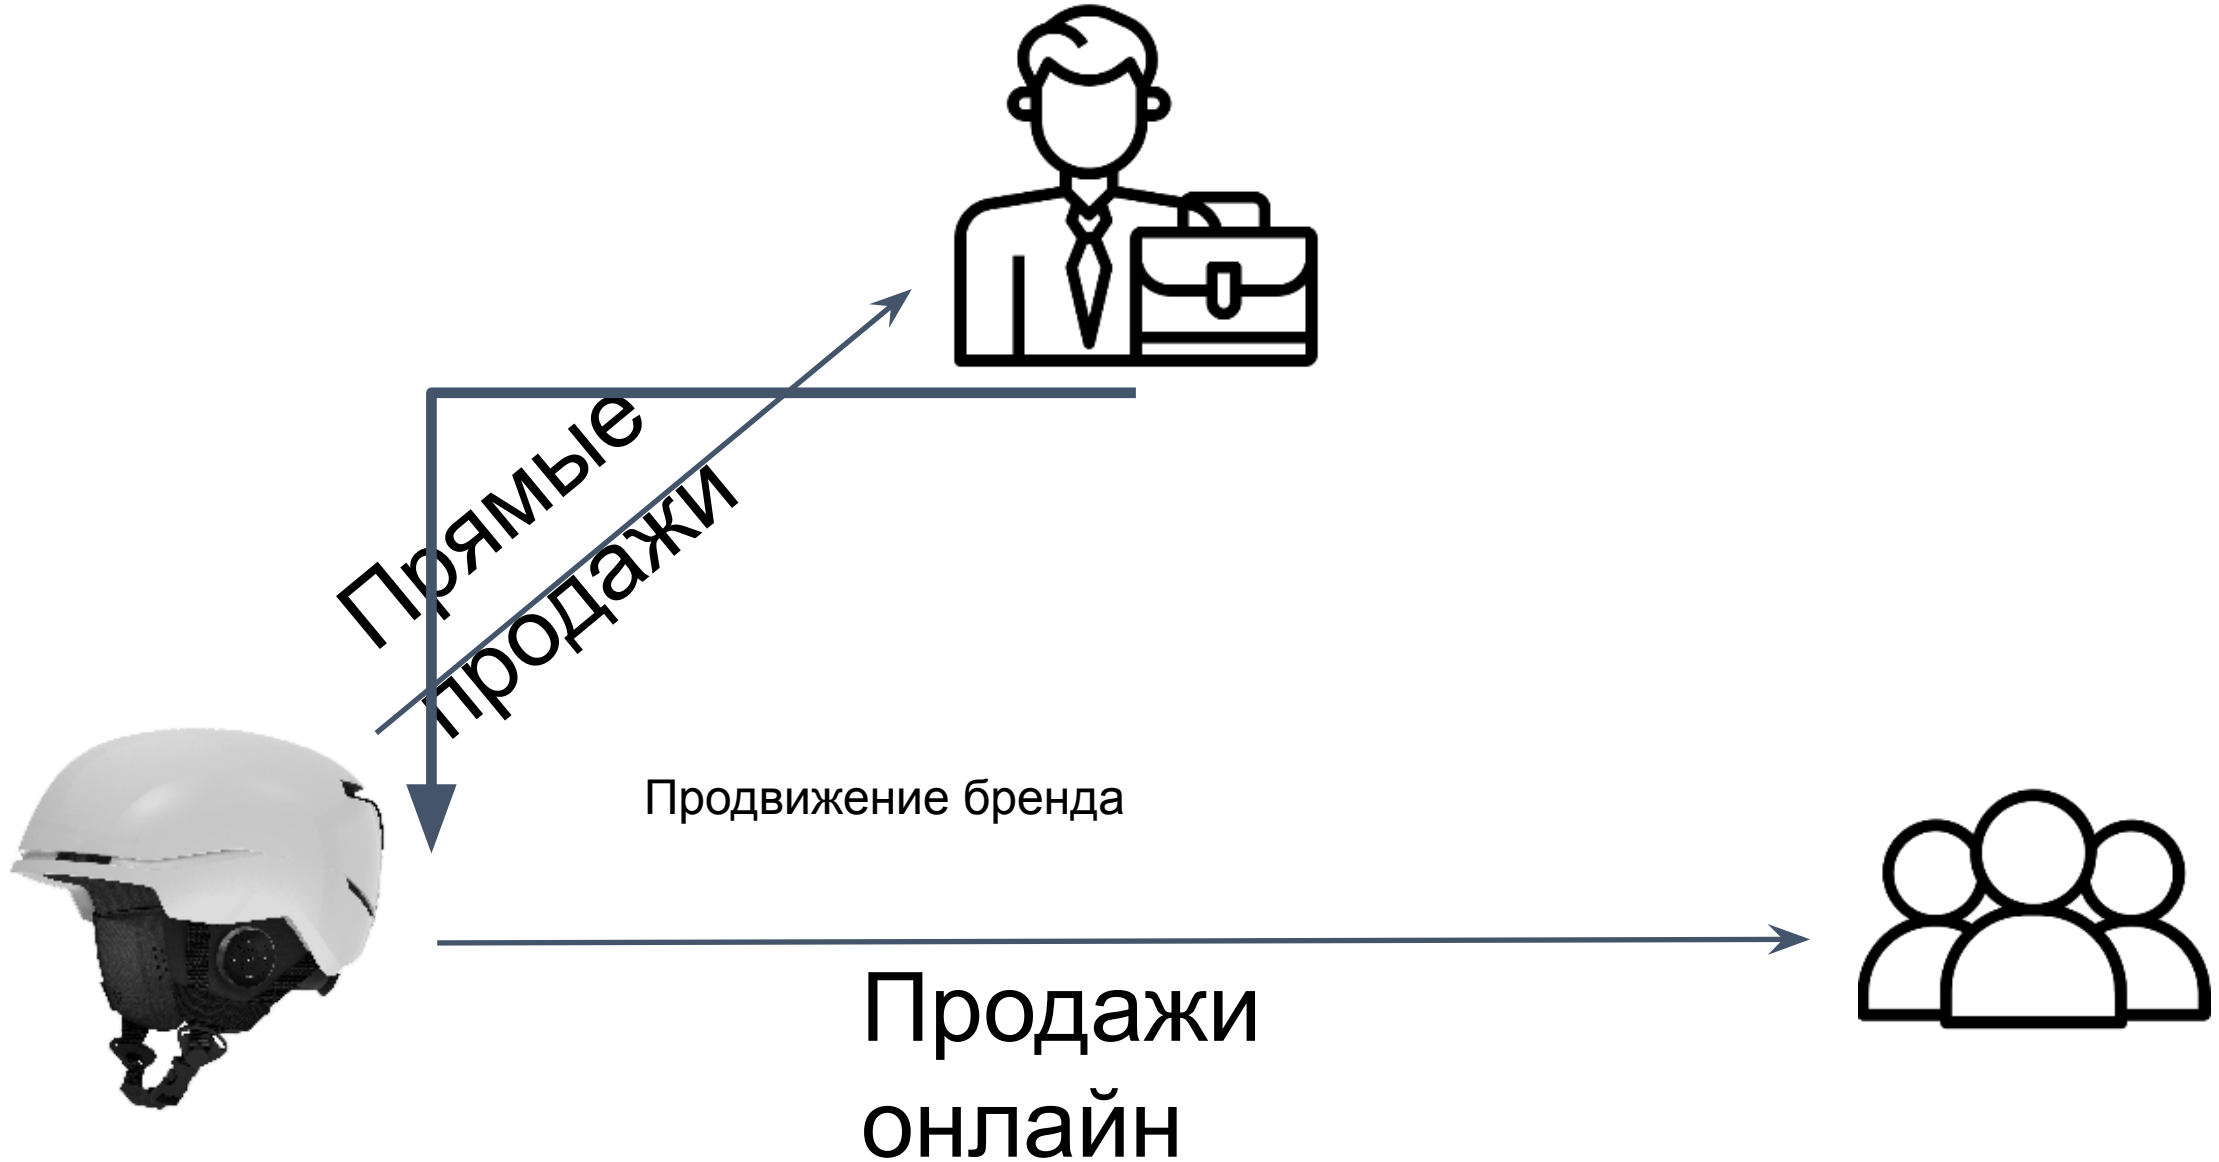 Прямые
продажи
Продвижение бренда
Продажи
онлайн